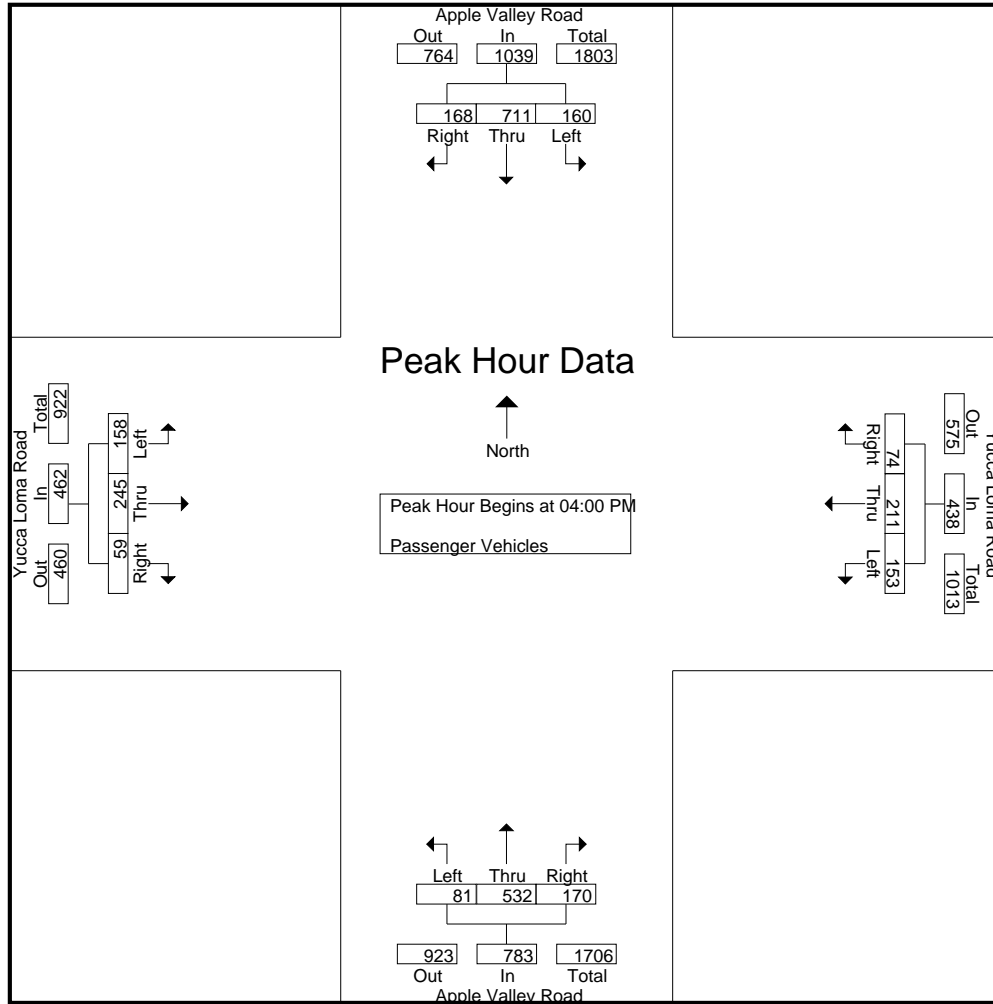 Apple Valley Road
Out In Total
764 1039 1803
168 711 160
Right Thru Left
Peak Hour Data
North
Peak Hour Begins at 04:00 PM
Passenger Vehicles
Yucca Loma Road
Total In Out
922 462 460
158 245 59
Left Thru Right
Yucca Loma Road
Out In Total
575 438 1013
74 211 153
Right Thru Left
Left Thru Right
81 532 170
923 783 1706
Out In Total
Apple Valley Road